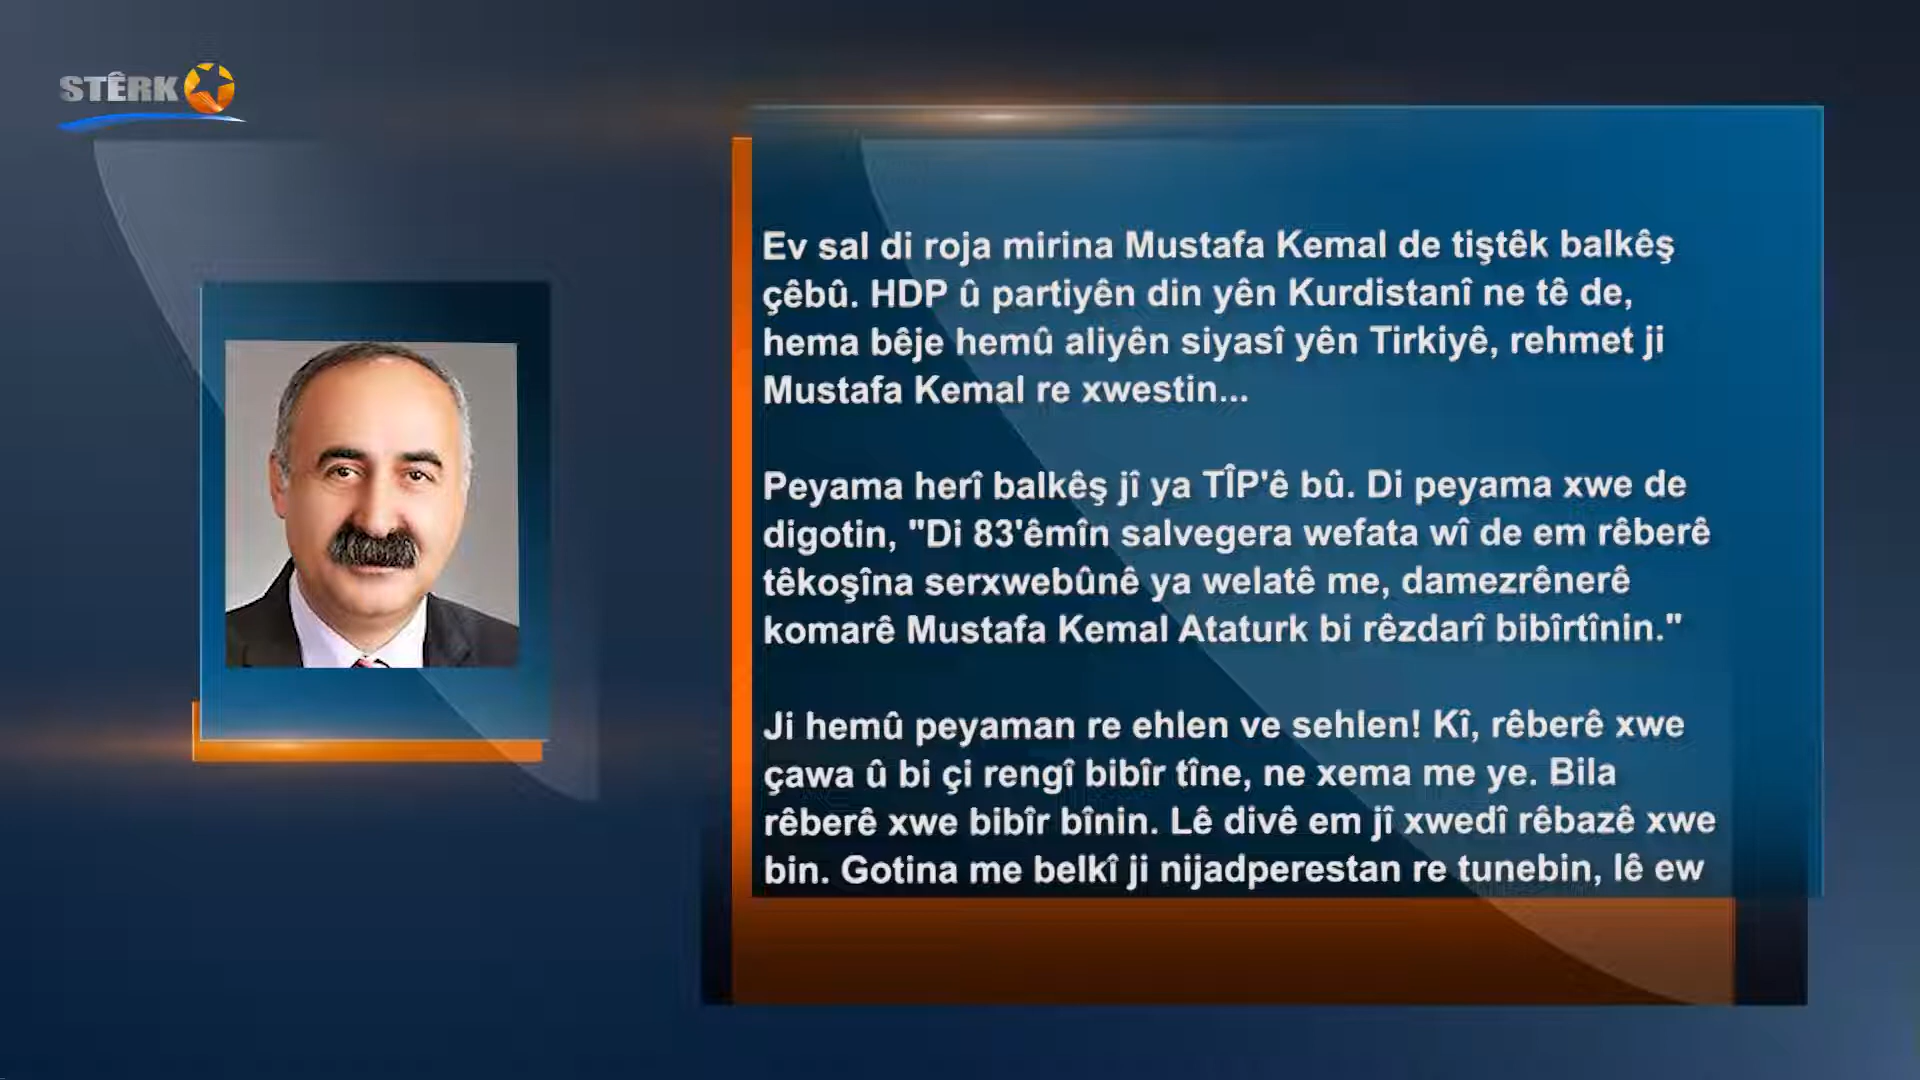 STÊRK
Ev sal di roja mirina Mustafa Kemal de tiştêk balkêş
çêbû. HDP û partiyên din yên Kurdistanî ne tê de,
hema bêje hemû aliyên siyasî yên Tirkiyê, rehmet ji
Mustafa Kemal re xwestin...
Peyama herî balkêş jî ya TÎP'ê bû. Di peyama xwe de
digotin, "Di 83'êmîn salvegera wefata wî de em rêberê
têkoşîna serxwebûnê ya welatê me, damezrênerê
komarê Mustafa Kemal Ataturk bi rêzdarî bibîrtînin."
Ji hemû peyaman re ehlen ve sehlen! Kî, rêberê xwe
çawa û bi çi rengî bibîr tîne, ne xema me ye. Bila
rêberê xwe bibîr bînin. Lê divê em jî xwedî rêbazê xwe
bin. Gotina me belkî ji nijadperestan re tunebin, lê ew